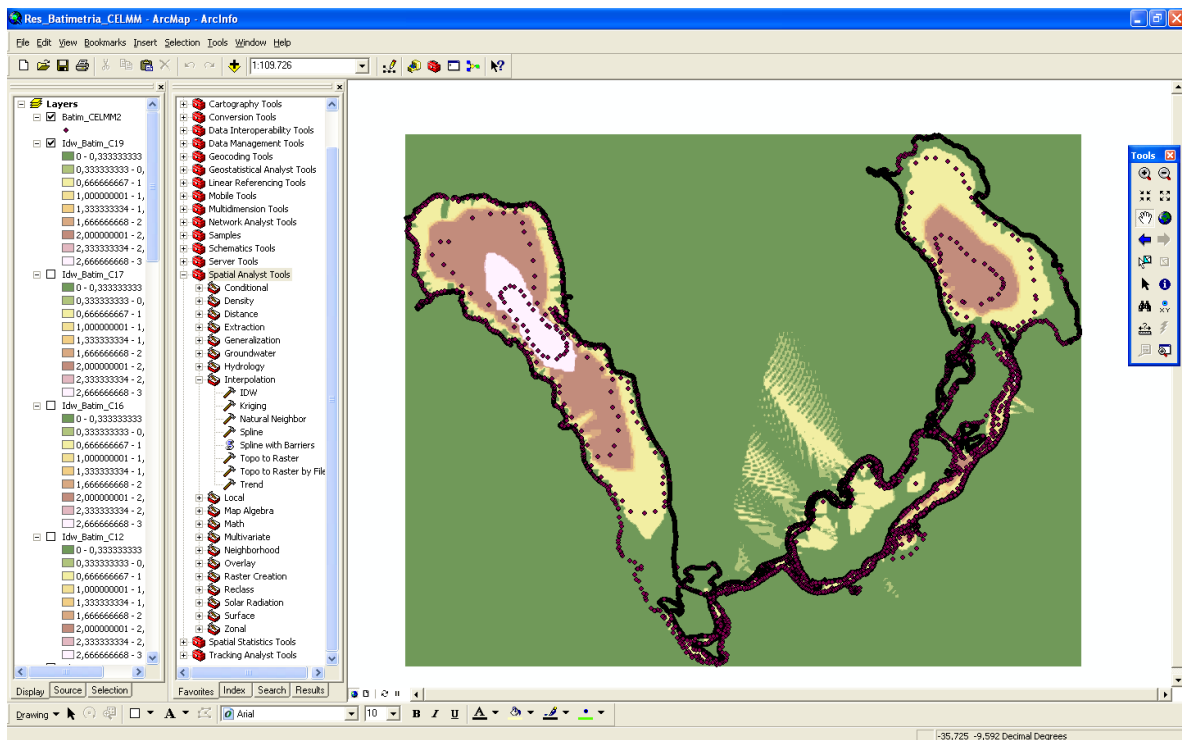 Res_Batimetria_CELMM - ArcMap - ArcInfo
File Edit View Bookmarks Insert Selection Tools Window Help
1:109.726
Layers
Batim_CELMM2
Idw_Batim_C19
0 - 0,333333333
0,333333333 - 0,
0,666666667 - 1
1,000000001 - 1,
1,333333334 - 1,
1,666666668 - 2
2,000000001 - 2,
2,333333334 - 2,
2,666666668 - 3
Idw_Batim_C17
0 - 0,333333333
0,333333333 - 0,
0,666666667 - 1
1,000000001 - 1,
1,333333334 - 1,
1,666666668 - 2
2,000000001 - 2,
2,333333334 - 2,
2,666666668 - 3
Idw_Batim_C16
0 - 0,333333333
0,333333333 - 0,
0,666666667 - 1
1,000000001 - 1,
1,333333334 - 1,
1,666666668 - 2
2,000000001 - 2,
2,333333334 - 2,
2,666666668 - 3
Idw_Batim_C12
0 - 0,333333333
0,333333333 - 0,
0,666666667 - 1
1,000000001 - 1,
1,333333334 - 1,
1,666666668 - 2
2,000000001 - 2,
2,333333334 - 2,
2,666666668 - 3
Display Source Selection
Cartography Tools
Conversion Tools
Data Interoperability Tools
Data Management Tools
Geocoding Tools
Geostatistical Analyst Tools
Linear Referencing Tools
Mobile Tools
Multidimension Tools
Network Analyst Tools
Samples
Schematics Tools
Server Tools
Spatial Analyst Tools
Conditional
Density
Distance
Extraction
Generalization
Groundwater
Hydrology
Interpolation
IDW
Kriging
Natural Neighbor
Spline
Spline with Barriers
Topo to Raster
Topo to Raster by File
Trend
Local
Map Algebra
Math
Multivariate
Neighborhood
Overlay
Raster Creation
Reclass
Solar Radiation
Surface
Zonal
Spatial Statistics Tools
Tracking Analyst Tools
Favorites Index Search Results
Tools
XY
Drawing A Arial 10 B I U A
-35,725 -9,592 Decimal Degrees